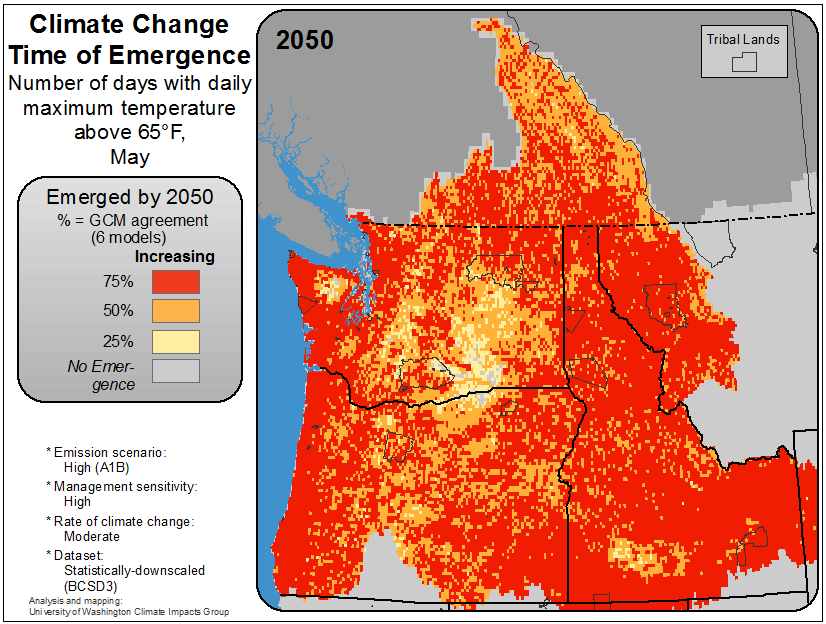 Climate Change
Time of Emergence
Number of days with daily
maximum temperature
above 65°F,
May
2050
Tribal Lands
Emerged by 2050
% = GCM agreement
(6 models)
Increasing
75%
50%
25%
No Emer-
gence
* Emission scenario:
High (A1B)
* Management sensitivity:
High
* Rate of climate change:
Moderate
* Dataset:
Statistically-downscaled
(BCSD3)
Analysis and mapping:
University of Washington Climate Impacts Group